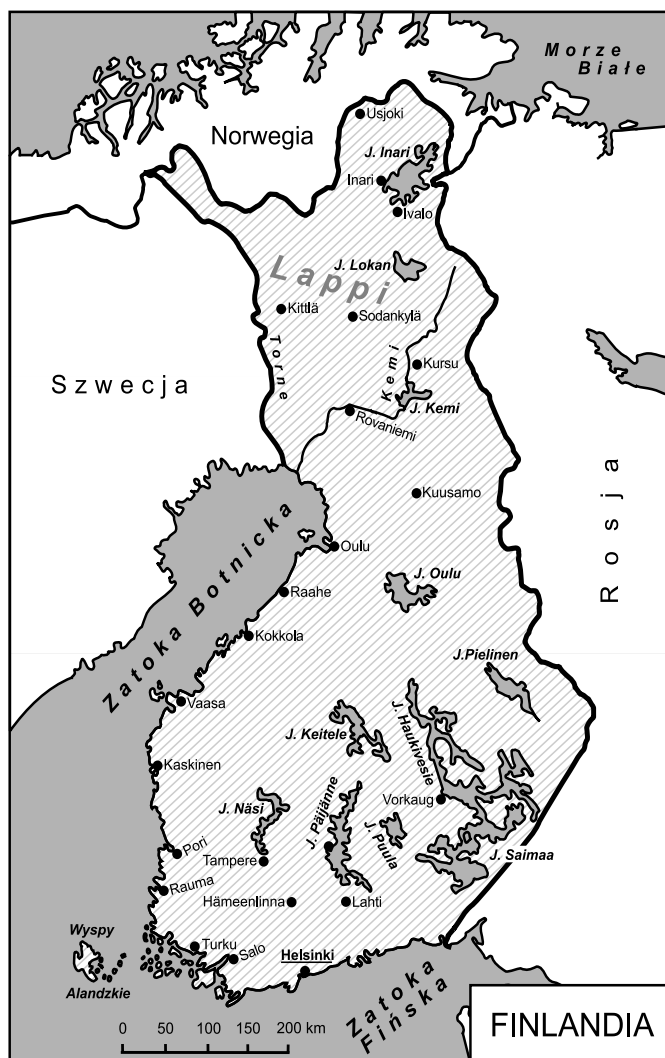 Morze
Białe
Usjoki
Norwegia
J. Inari
Inari
Ivalo
J. Lokan
Lappi
Kittlä
Sodankylä
Torne
Kemi
Kursu
Szwecja
J. Kemi
Rovaniemi
Rosja
Kuusamo
Zatoka Botnicka
Oulu
J. Oulu
Raahe
Kokkola
J.Pielinen
Vaasa
J. Haukivesie
J. Keitele
Kaskinen
Vorkaug
J. Näsi
J. Päijänne
J. Puula
Pori
Tampere
J. Saimaa
Rauma
Hämeenlinna
Lahti
Wyspy
Alandzkie
Turku
Salo
Helsinki
Zatoka
Fińska
0 50 100 150 200 km
FINLANDIA